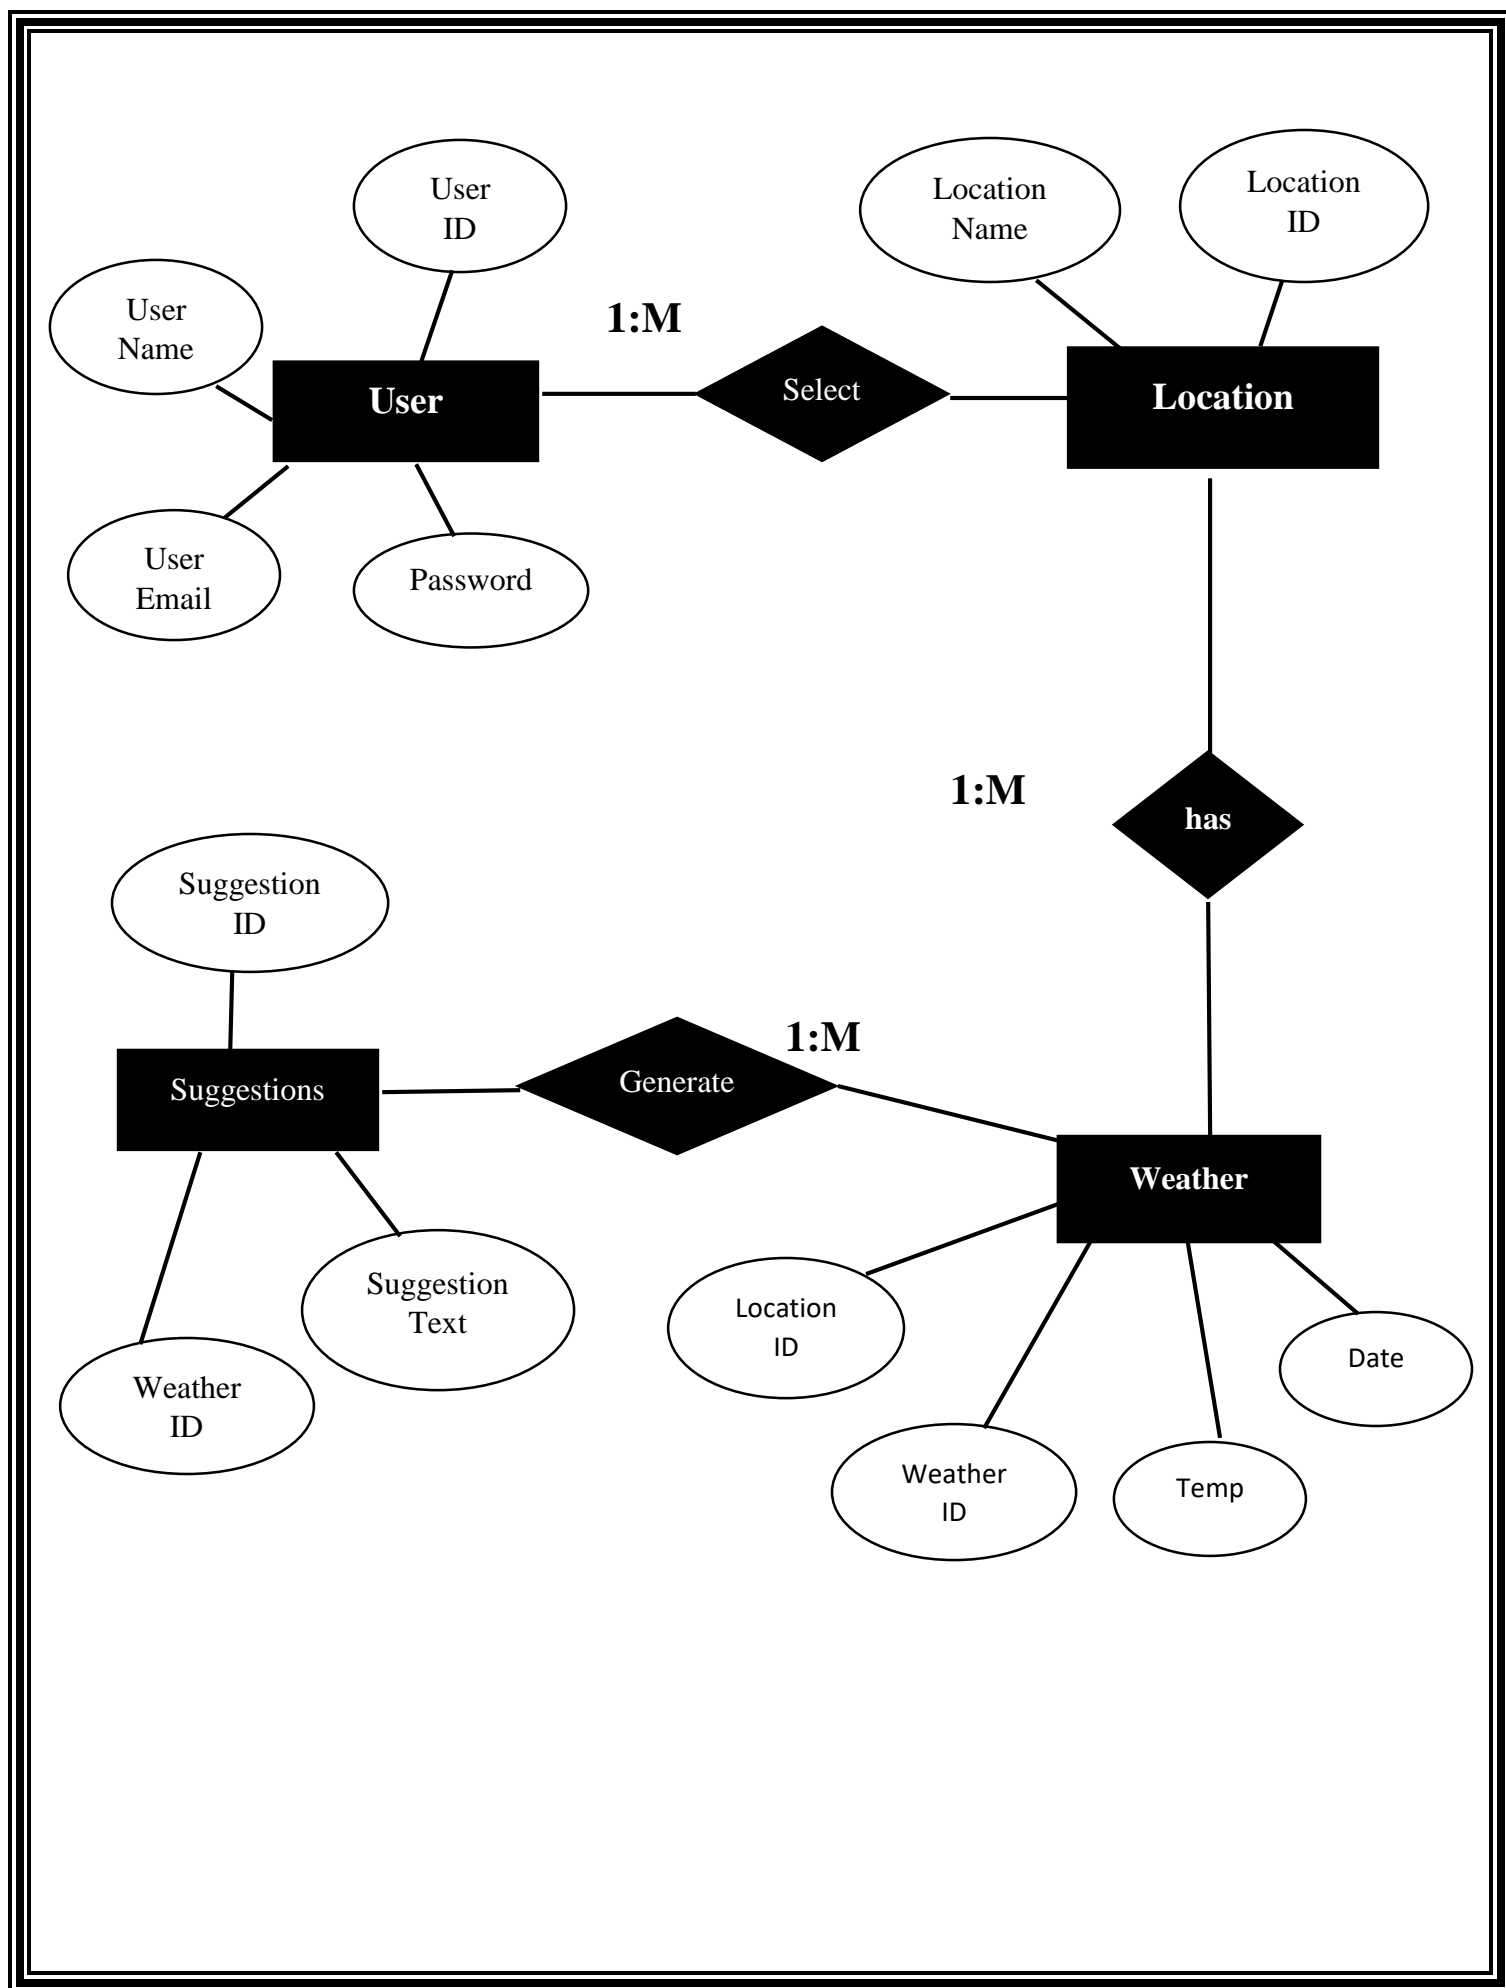 User
ID
Location
Name
Location
ID
User
Name
1:M
User
Select
Location
User
Email
Password
1:M
has
Suggestion
ID
1:M
Suggestions
Generate
Weather
Suggestion
Text
Location
ID
Date
Weather
ID
Weather
ID
Temp